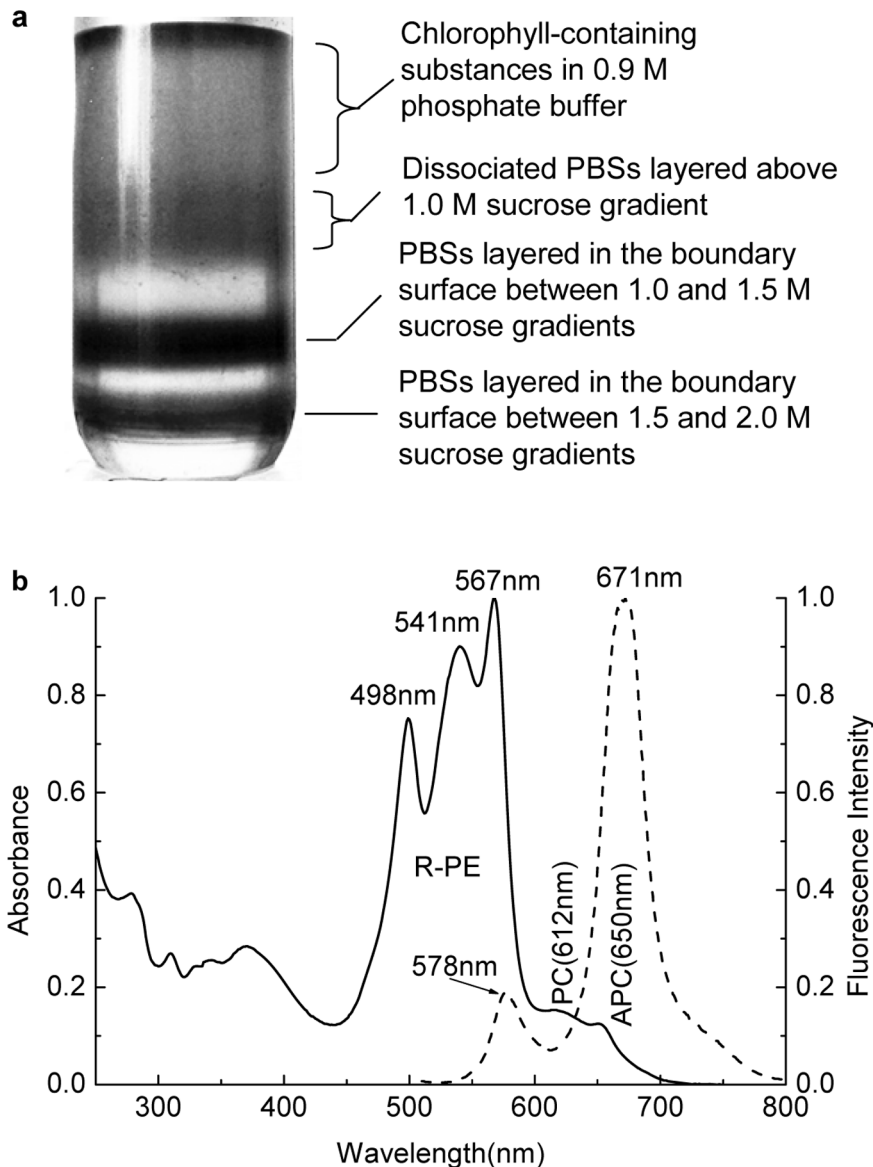 a
Chlorophyll-containing
substances in 0.9 M
phosphate buffer
Dissociated PBSs layered above
1.0 M sucrose gradient
PBSs layered in the boundary
surface between 1.0 and 1.5 M
sucrose gradients
PBSs layered in the boundary
surface between 1.5 and 2.0 M
sucrose gradients
b
567nm
671nm
541nm
498nm
R-PE
578nm
PC(612nm)
APC(650nm)
1.0
0.8
0.6
0.4
0.2
0.0
Absorbance
1.0
0.8
0.6
0.4
0.2
0.0
Fluorescence Intensity
300 400 500 600 700 800
Wavelength(nm)